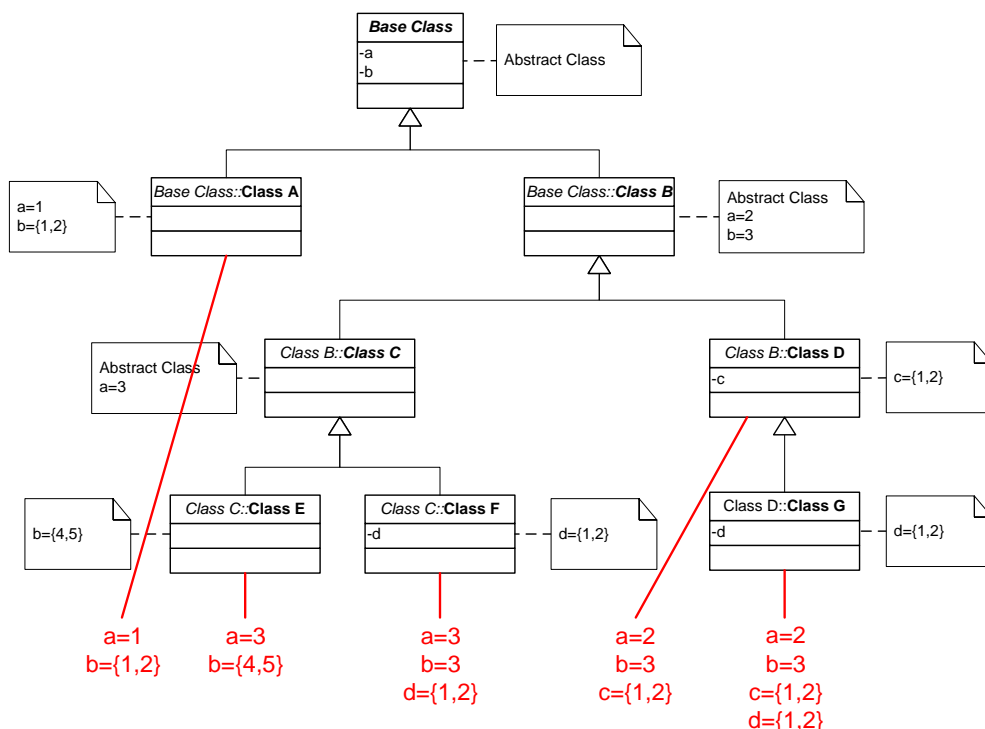 Base Class
-a
-b
Abstract Class
a=1
b={1,2}
Base Class::Class A
Base Class::Class B
Abstract Class
a=2
b=3
Abstract Class
a=3
Class B::Class C
Class B::Class D
-c
c={1,2}
b={4,5}
Class C::Class E
Class C::Class F
-d
d={1,2}
Class D::Class G
-d
d={1,2}
a=1
b={1,2}
a=3
b={4,5}
a=3
b=3
d={1,2}
a=2
b=3
c={1,2}
a=2
b=3
c={1,2}
d={1,2}